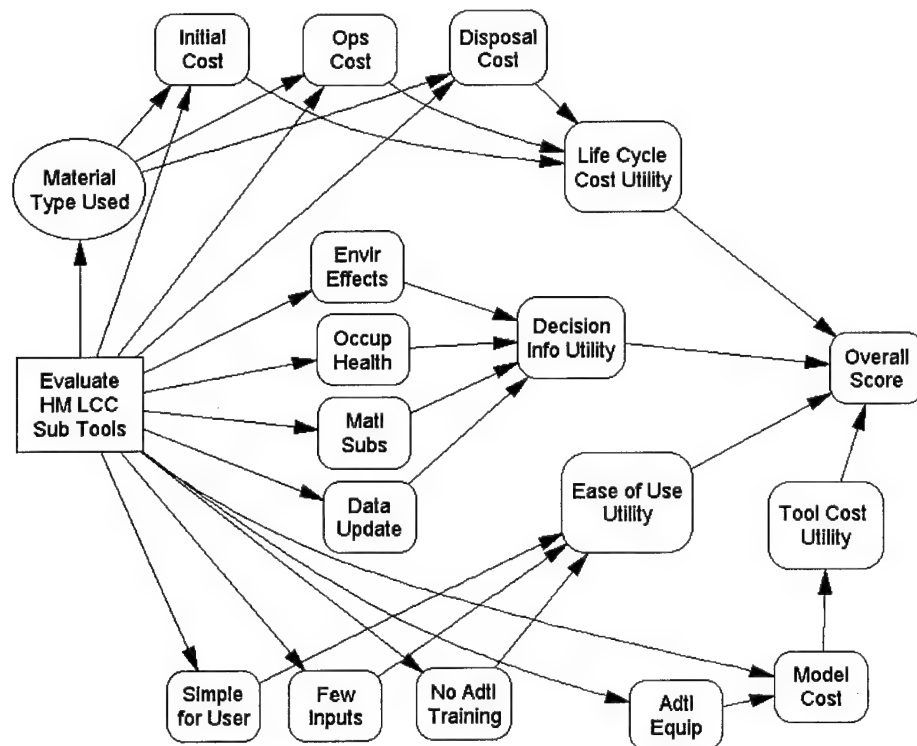 Initial
Cost
Ops
Cost
Disposal
Cost
Life Cycle
Cost Utility
Material
Type Used
Envir
Effects
Occup
Health
Decision
Info Utility
Overall
Score
Evaluate
HM LCC
Sub Tools
Matl
Subs
Data
Update
Ease of Use
Utility
Tool Cost
Utility
Simple
for User
Few
Inputs
No Adtl
Training
Adtl
Equip
Model
Cost